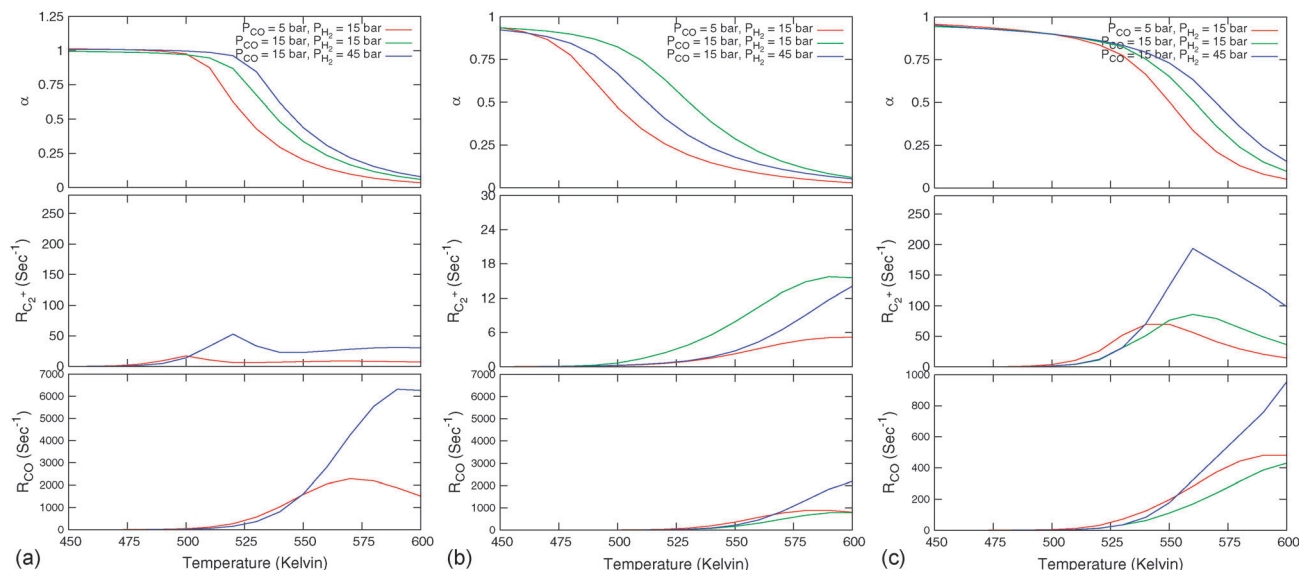 P_CO = 5 bar, P_H2 = 15 bar
P_CO = 15 bar, P_H2 = 15 bar
P_CO = 15 bar, P_H2 = 45 bar
α
1.25
1
0.75
0.5
0.25
0
R_C2+ (Sec⁻¹)
250
200
150
100
50
0
R_CO (Sec⁻¹)
7000
6000
5000
4000
3000
2000
1000
0
450 475 500 525 550 575 600
Temperature (Kelvin)
(a)
P_CO = 5 bar, P_H2 = 15 bar
P_CO = 15 bar, P_H2 = 15 bar
P_CO = 15 bar, P_H2 = 45 bar
α
1
0.75
0.5
0.25
0
R_C2+ (Sec⁻¹)
30
24
18
12
6
0
R_CO (Sec⁻¹)
7000
6000
5000
4000
3000
2000
1000
0
450 475 500 525 550 575 600
Temperature (Kelvin)
(b)
P_CO = 5 bar, P_H2 = 15 bar
P_CO = 15 bar, P_H2 = 15 bar
P_CO = 15 bar, P_H2 = 45 bar
α
1
0.75
0.5
0.25
0
R_C2+ (Sec⁻¹)
250
200
150
100
50
0
R_CO (Sec⁻¹)
1000
800
600
400
200
0
450 475 500 525 550 575 600
Temperature (Kelvin)
(c)